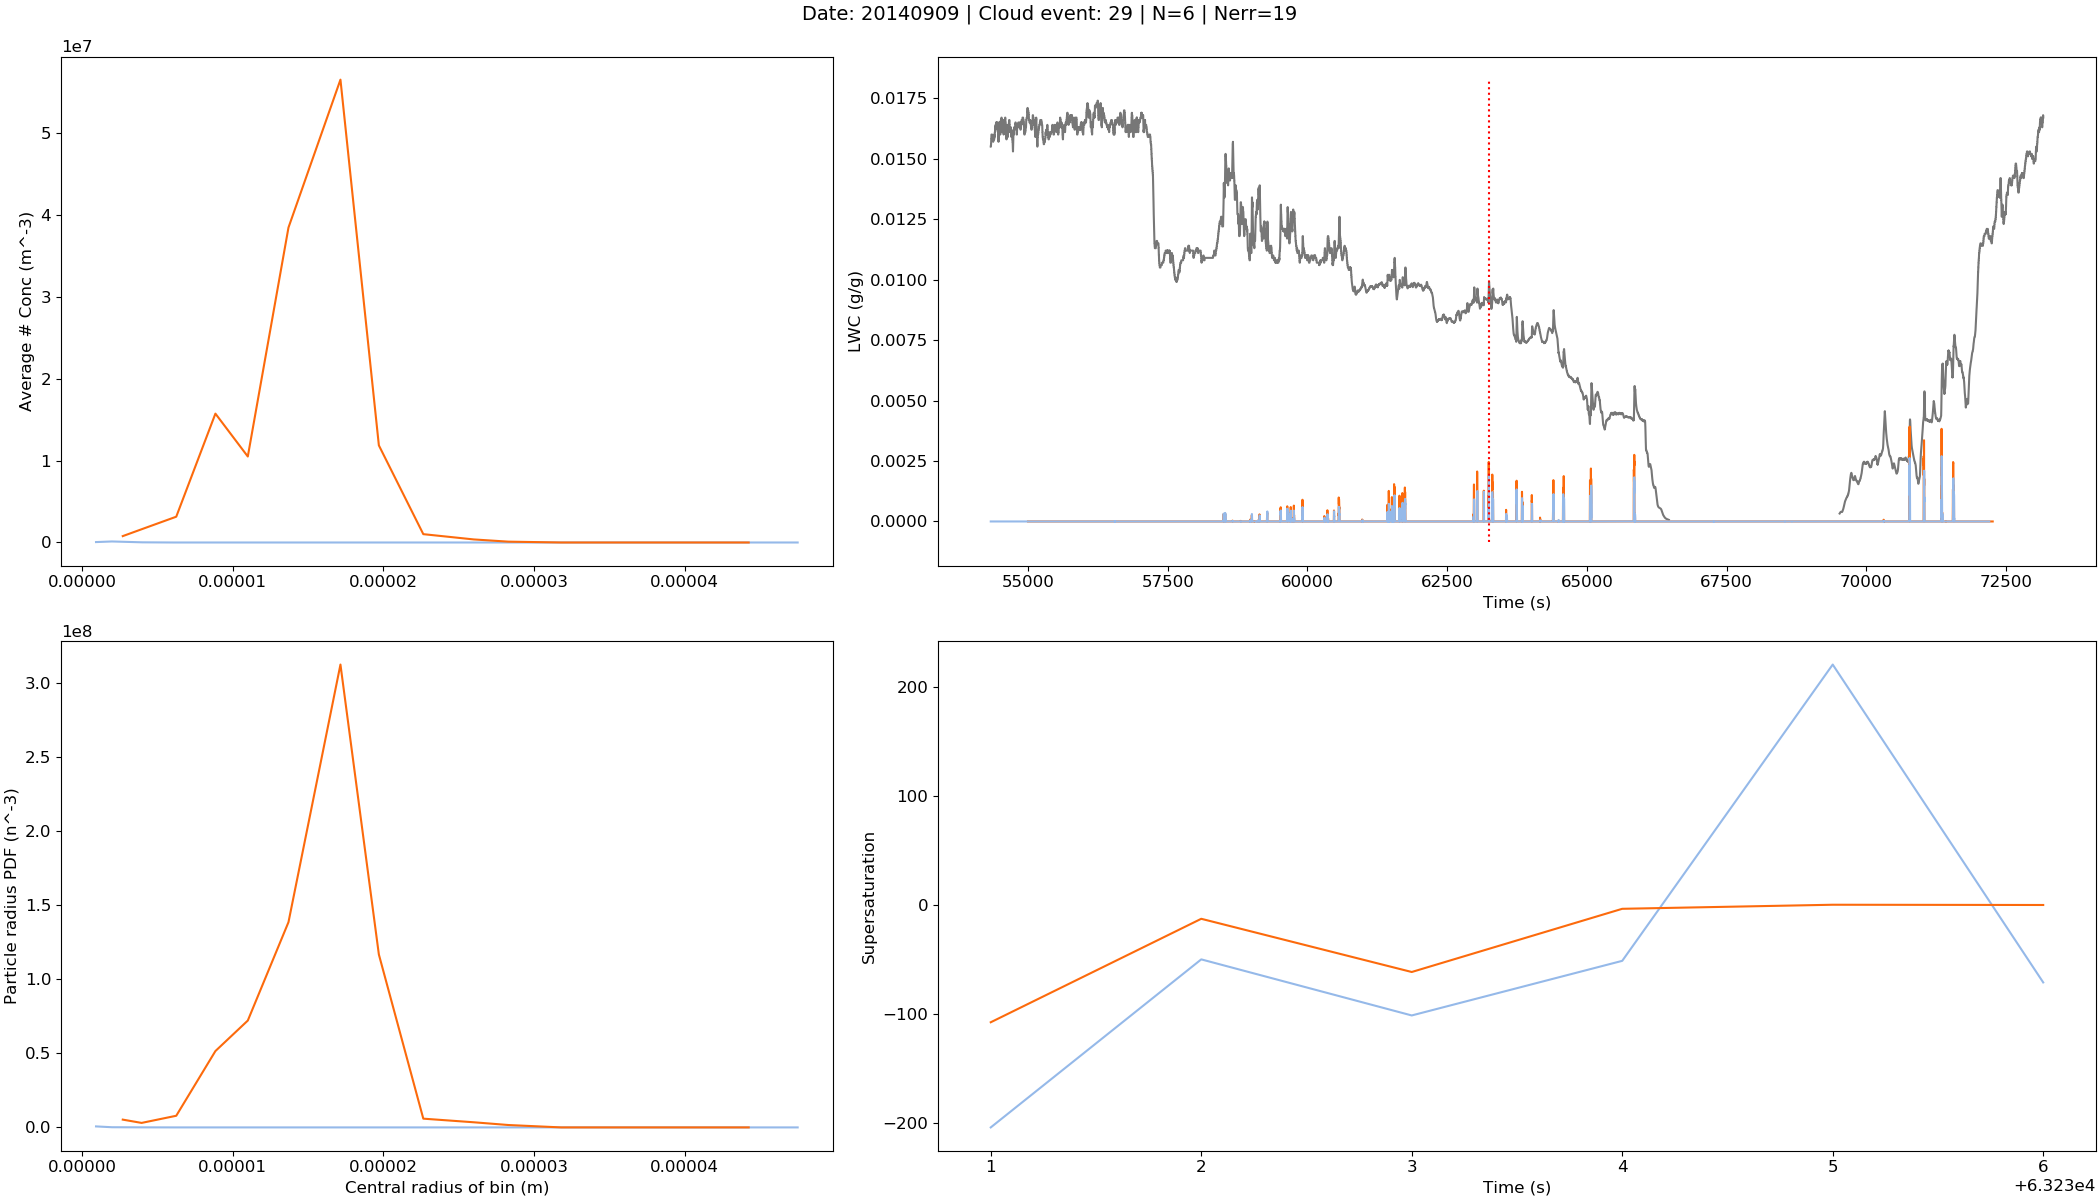 Date: 20140909 | Cloud event: 29 | N=6 | Nerr=19
1e7
5
4
3
2
1
0
Average # Conc (m^-3)
0.00000 0.00001 0.00002 0.00003 0.00004
0.0175
0.0150
0.0125
0.0100
0.0075
0.0050
0.0025
0.0000
LWC (g/g)
55000 57500 60000 62500 65000 67500 70000 72500
Time (s)
1e8
3.0
2.5
2.0
1.5
1.0
0.5
0.0
Particle radius PDF (n^-3)
0.00000 0.00001 0.00002 0.00003 0.00004
Central radius of bin (m)
200
100
0
−100
−200
Supersaturation
1 2 3 4 5 6
Time (s)
+6.323e4